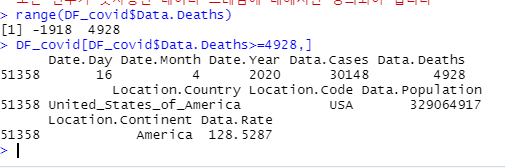 > range(DF_covid$Data.Deaths)
[1] -1918  4928
> DF_covid[DF_covid$Data.Deaths>=4928,]
      Date.Day Date.Month Date.Year Data.Cases Data.Deaths
51358       16          4      2020      30148        4928
              Location.Country Location.Code Data.Population
51358 United_States_of_America           USA       329064917
      Location.Continent Data.Rate
51358            America  128.5287
>